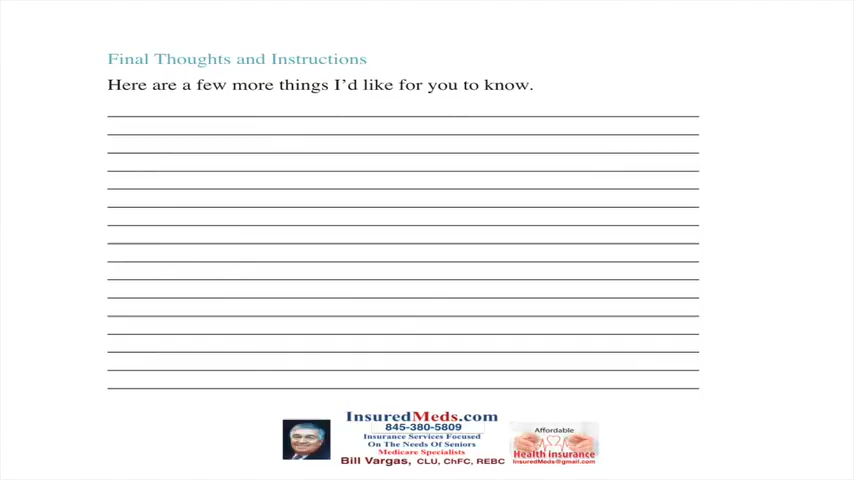 Final Thoughts and Instructions
Here are a few more things I'd like for you to know.
InsuredMeds.com
845-380-5809
Insurance Services Focused
On The Needs Of Seniors
Medicare Specialists
Bill Vargas, CLU, ChFC, REBC
Affordable
Health insurance
InsuredMeds@gmail.com